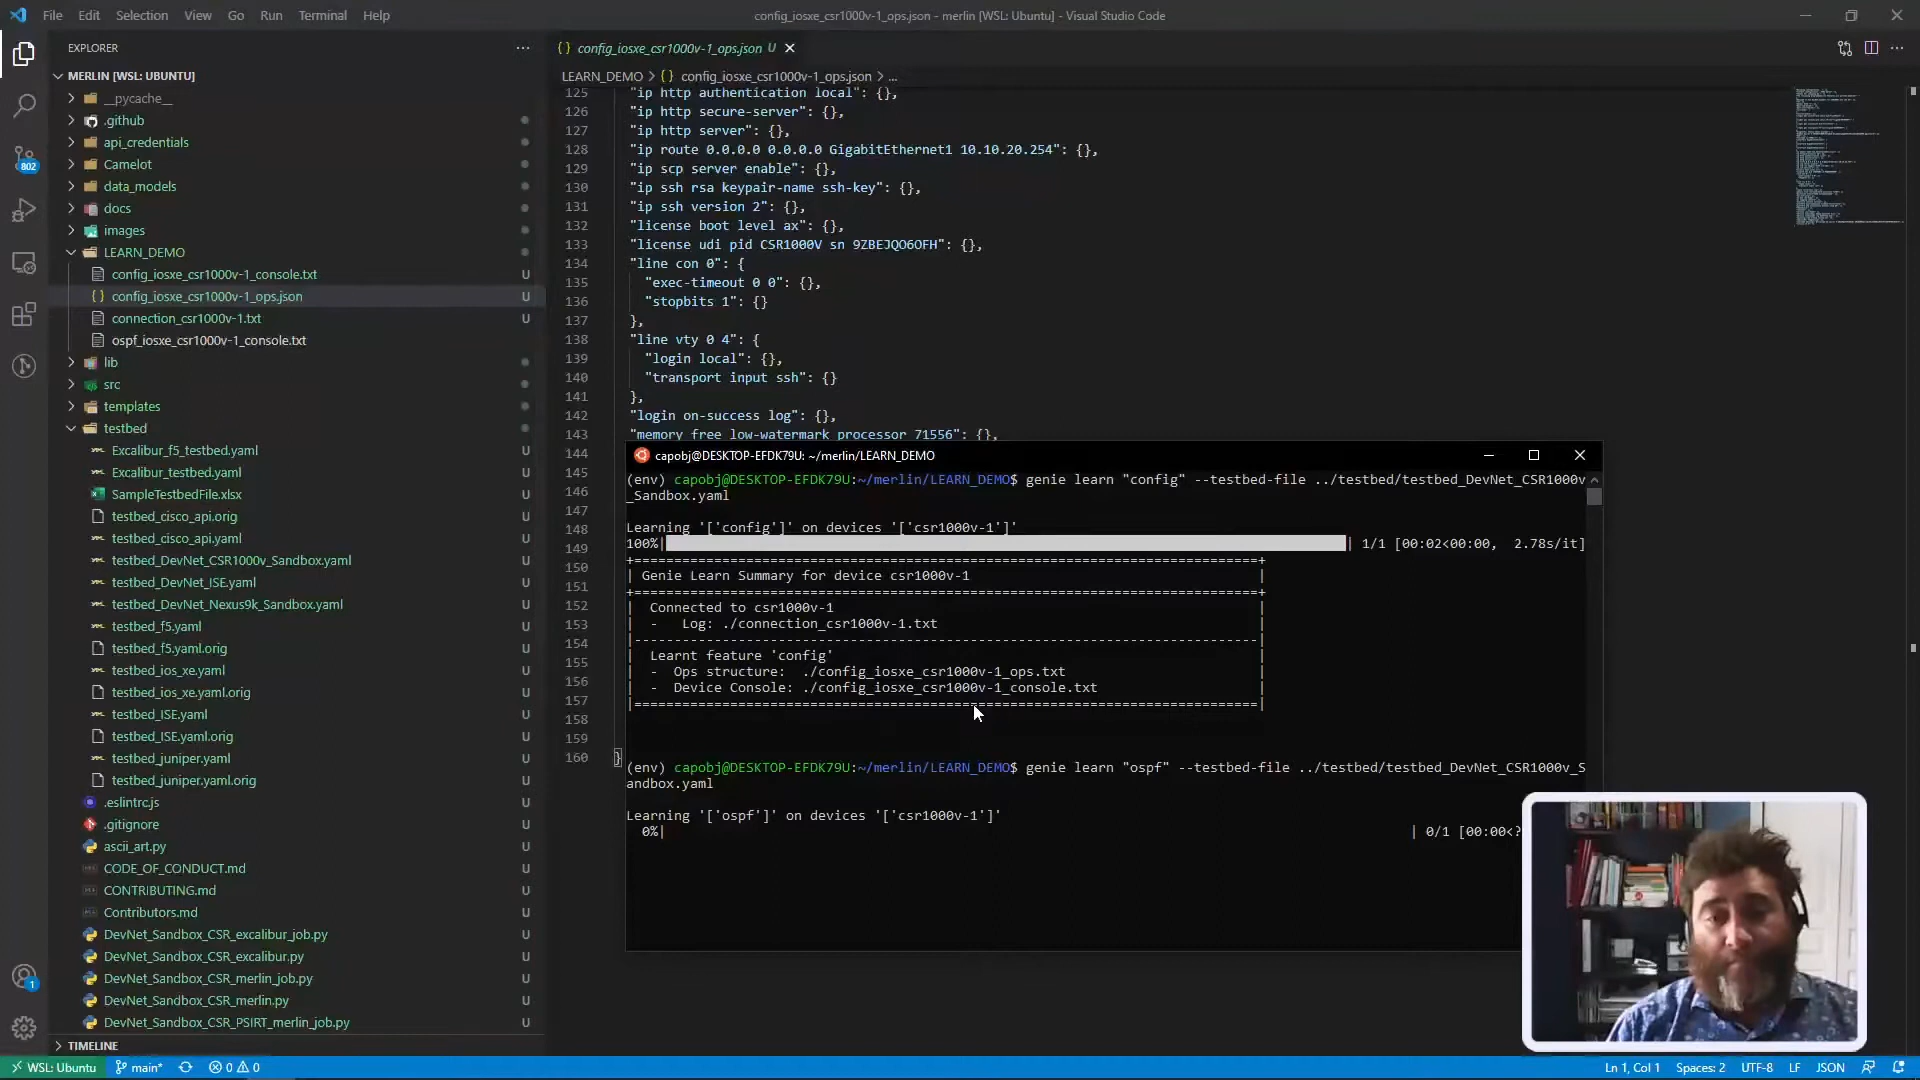 File Edit Selection View Go Run Terminal Help
config_iosxe_csr1000v-1_ops.json - merlin [WSL: Ubuntu] - Visual Studio Code
EXPLORER
MERLIN [WSL: UBUNTU]
__pycache__
.github
api_credentials
Camelot
data_models
docs
images
LEARN_DEMO
config_iosxe_csr1000v-1_console.txt U
config_iosxe_csr1000v-1_ops.json U
connection_csr1000v-1.txt U
ospf_iosxe_csr1000v-1_console.txt
lib
src
templates
testbed
Excalibur_f5_testbed.yaml U
Excalibur_testbed.yaml U
SampleTestbedFile.xlsx U
testbed_cisco_api.orig U
testbed_cisco_api.yaml U
testbed_DevNet_CSR1000v_Sandbox.yaml U
testbed_DevNet_ISE.yaml U
testbed_DevNet_Nexus9k_Sandbox.yaml U
testbed_f5.yaml U
testbed_f5.yaml.orig U
testbed_ios_xe.yaml U
testbed_ios_xe.yaml.orig U
testbed_ISE.yaml U
testbed_ISE.yaml.orig U
testbed_juniper.yaml U
testbed_juniper.yaml.orig U
.eslintrc.js U
.gitignore U
ascii_art.py U
CODE_OF_CONDUCT.md U
CONTRIBUTING.md U
Contributors.md U
DevNet_Sandbox_CSR_excalibur_job.py U
DevNet_Sandbox_CSR_excalibur.py U
DevNet_Sandbox_CSR_merlin_job.py U
DevNet_Sandbox_CSR_merlin.py U
DevNet_Sandbox_CSR_PSIRT_merlin_job.py U
TIMELINE
802
1
{} config_iosxe_csr1000v-1_ops.json U
LEARN_DEMO > {} config_iosxe_csr1000v-1_ops.json > ...
125 "ip http authentication local": {},
126 "ip http secure-server": {},
127 "ip http server": {},
128 "ip route 0.0.0.0 0.0.0.0 GigabitEthernet1 10.10.20.254": {},
129 "ip scp server enable": {},
130 "ip ssh rsa keypair-name ssh-key": {},
131 "ip ssh version 2": {},
132 "license boot level ax": {},
133 "license udi pid CSR1000V sn 9ZBEJQO6OFH": {},
134 "line con 0": {
135 "exec-timeout 0 0": {},
136 "stopbits 1": {}
137 },
138 "line vty 0 4": {
139 "login local": {},
140 "transport input ssh": {}
141 },
142 "login on-success log": {},
143 "memory free low-watermark processor 71556": {},
144
145
146
147
148
149
150
151
152
153
154
155
156
157
158
159
160 }
capobj@DESKTOP-EFDK79U: ~/merlin/LEARN_DEMO
(env) capobj@DESKTOP-EFDK79U:~/merlin/LEARN_DEMO$ genie learn "config" --testbed-file ../testbed/testbed_DevNet_CSR1000v
_Sandbox.yaml
Learning '['config']' on devices '['csr1000v-1']'
100%| | 1/1 [00:02<00:00, 2.78s/it]
+==============================================================================+
| Genie Learn Summary for device csr1000v-1 |
+==============================================================================+
| Connected to csr1000v-1 |
| - Log: ./connection_csr1000v-1.txt |
|------------------------------------------------------------------------------|
| Learnt feature 'config' |
| - Ops structure: ./config_iosxe_csr1000v-1_ops.txt |
| - Device Console: ./config_iosxe_csr1000v-1_console.txt |
|==============================================================================|
(env) capobj@DESKTOP-EFDK79U:~/merlin/LEARN_DEMO$ genie learn "ospf" --testbed-file ../testbed/testbed_DevNet_CSR1000v_S
andbox.yaml
Learning '['ospf']' on devices '['csr1000v-1']'
0%| | 0/1 [00:00<?
WSL: Ubuntu main* 0 0 Ln 1, Col 1 Spaces: 2 UTF-8 LF JSON